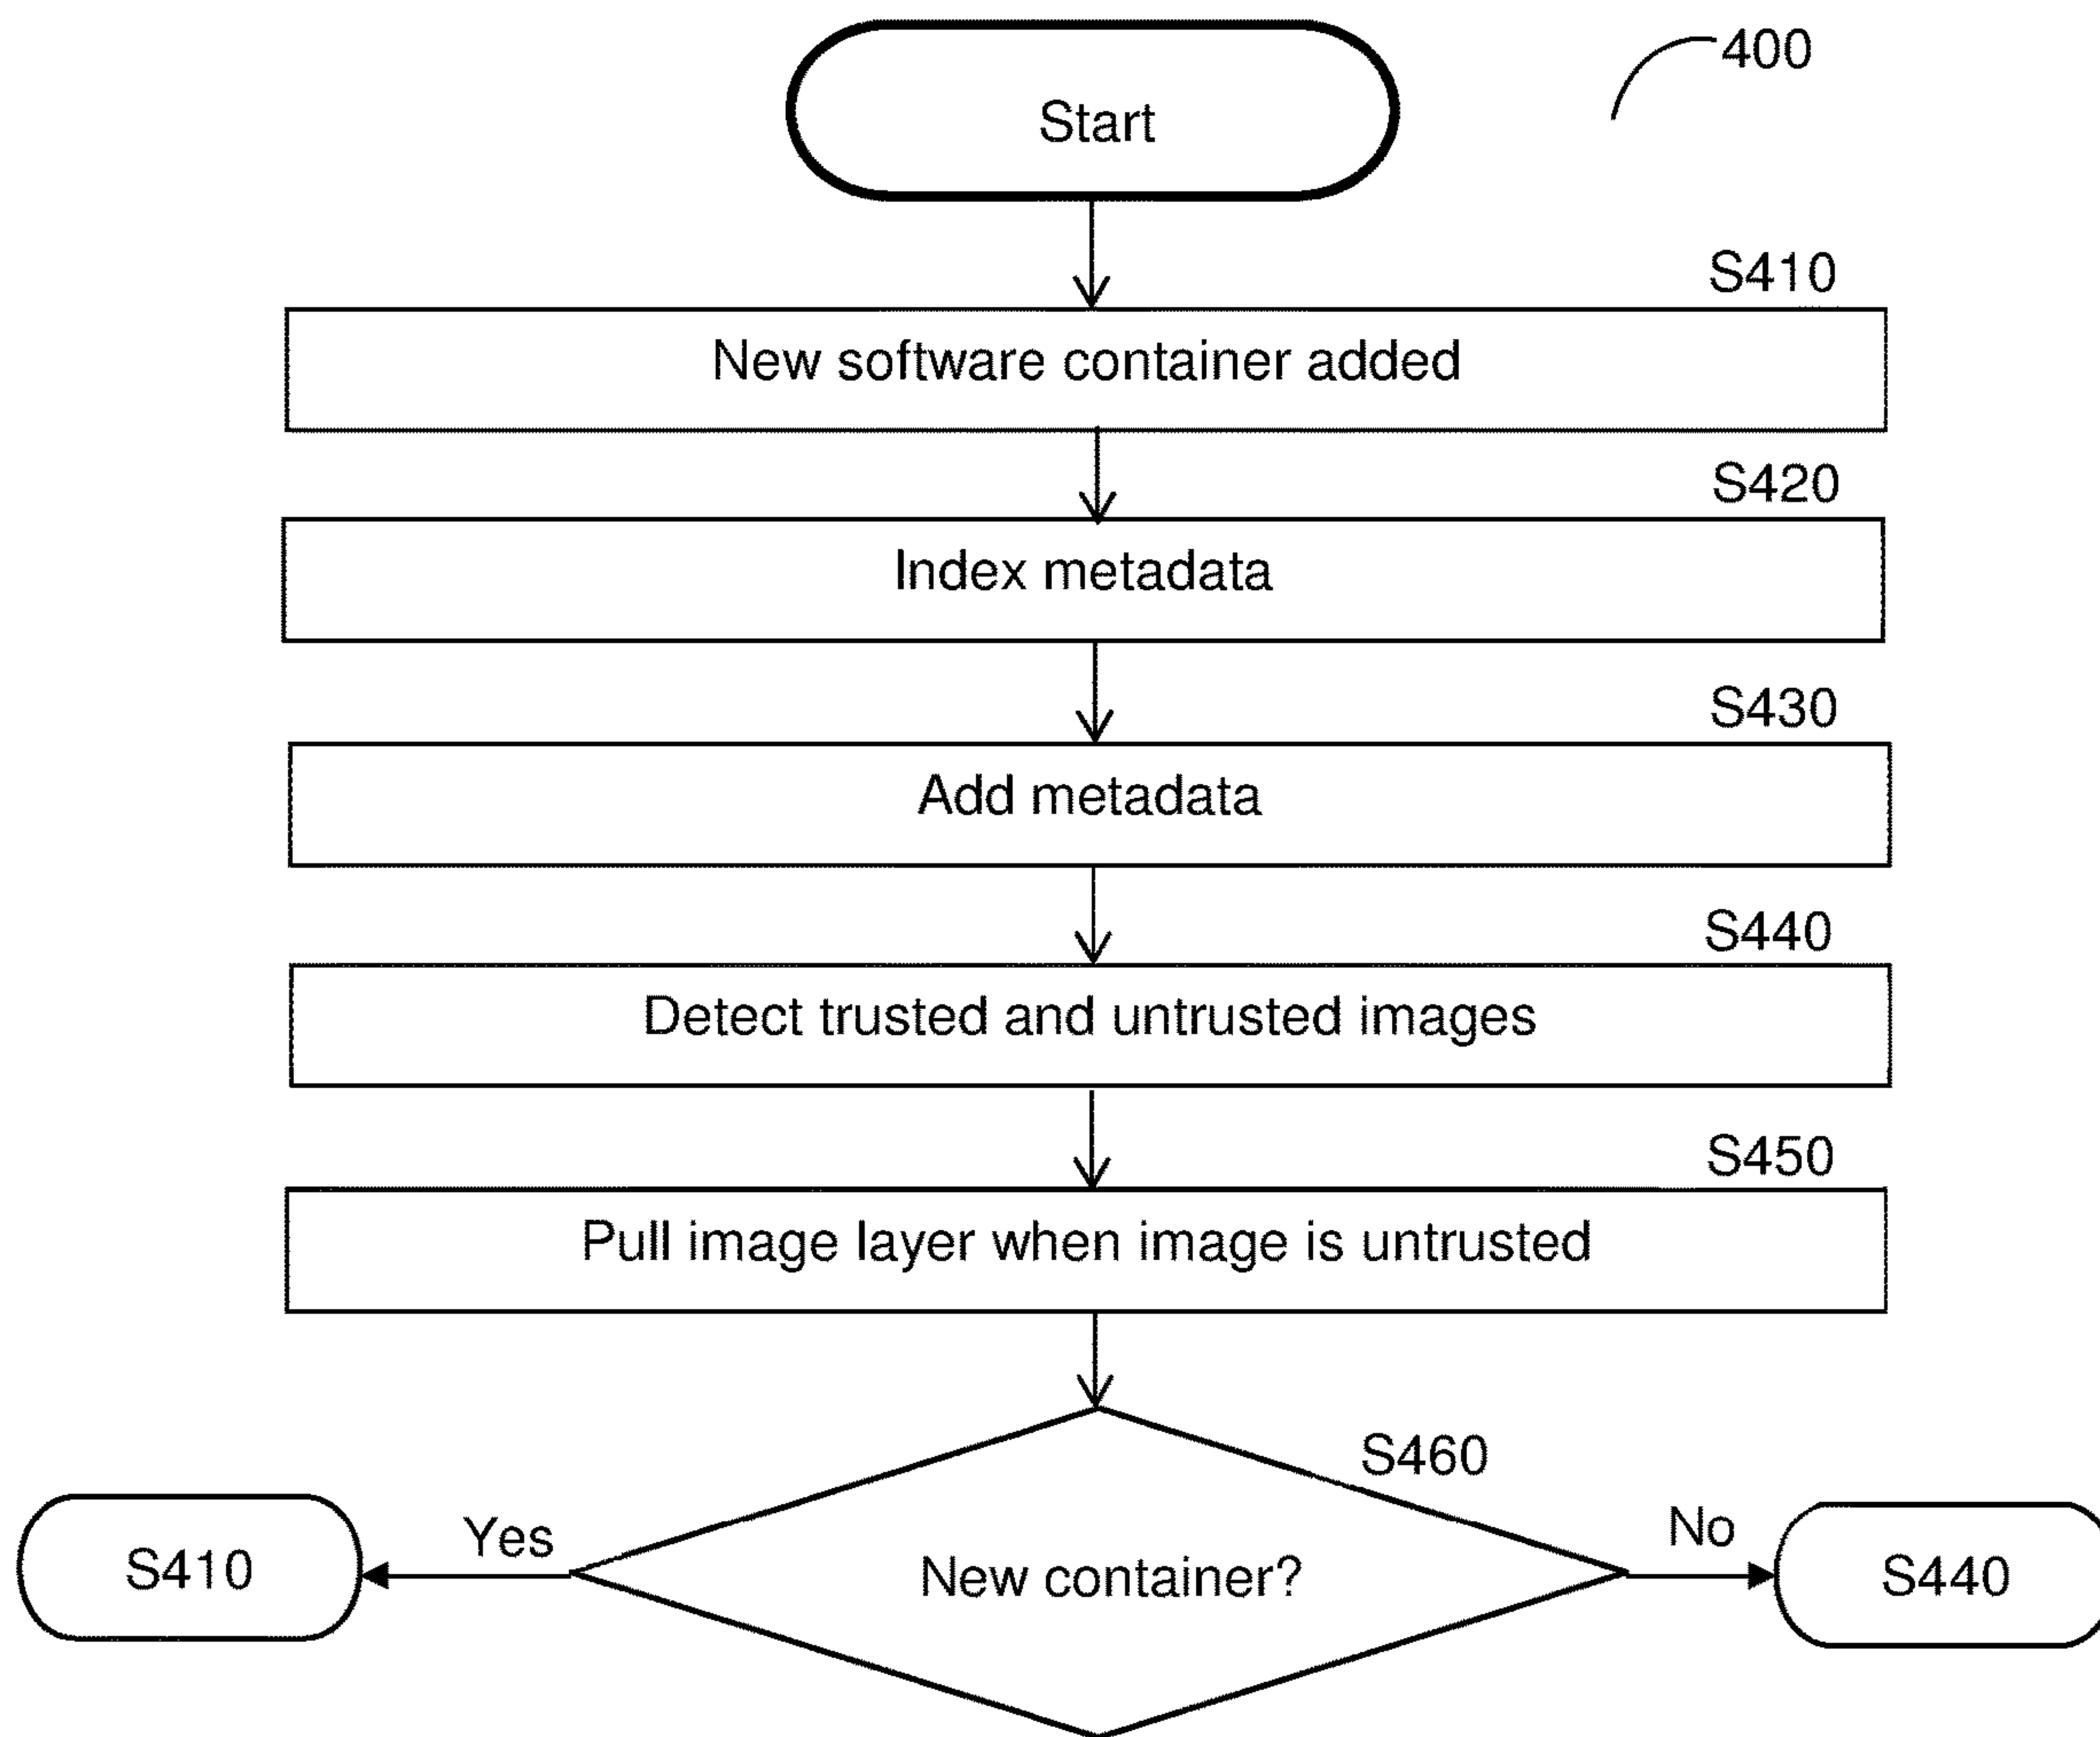 400
Start
S410
New software container added
S420
Index metadata
S430
Add metadata
S440
Detect trusted and untrusted images
S450
Pull image layer when image is untrusted
S460
Yes
No
S410
New container?
S440